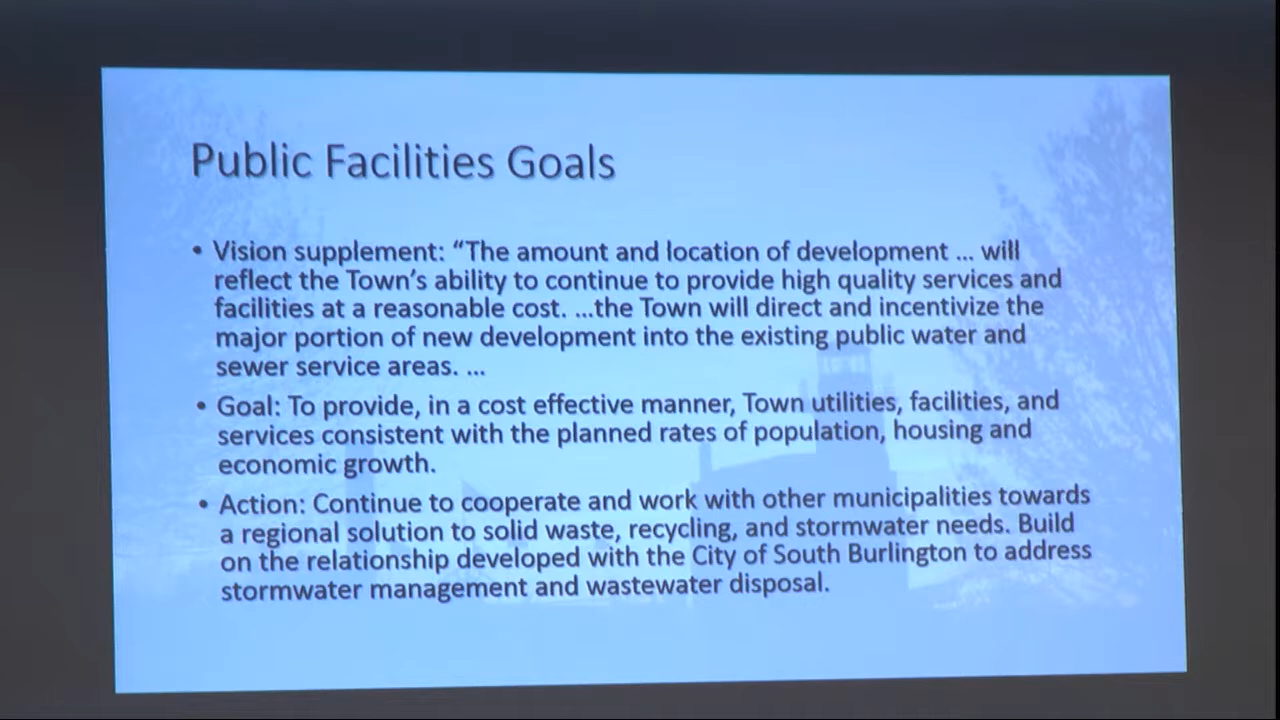 Public Facilities Goals
• Vision supplement: “The amount and location of development ... will
reflect the Town’s ability to continue to provide high quality services and
facilities at a reasonable cost. ...the Town will direct and incentivize the
major portion of new development into the existing public water and
sewer service areas. ...
• Goal: To provide, in a cost effective manner, Town utilities, facilities, and
services consistent with the planned rates of population, housing and
economic growth.
• Action: Continue to cooperate and work with other municipalities towards
a regional solution to solid waste, recycling, and stormwater needs. Build
on the relationship developed with the City of South Burlington to address
stormwater management and wastewater disposal.